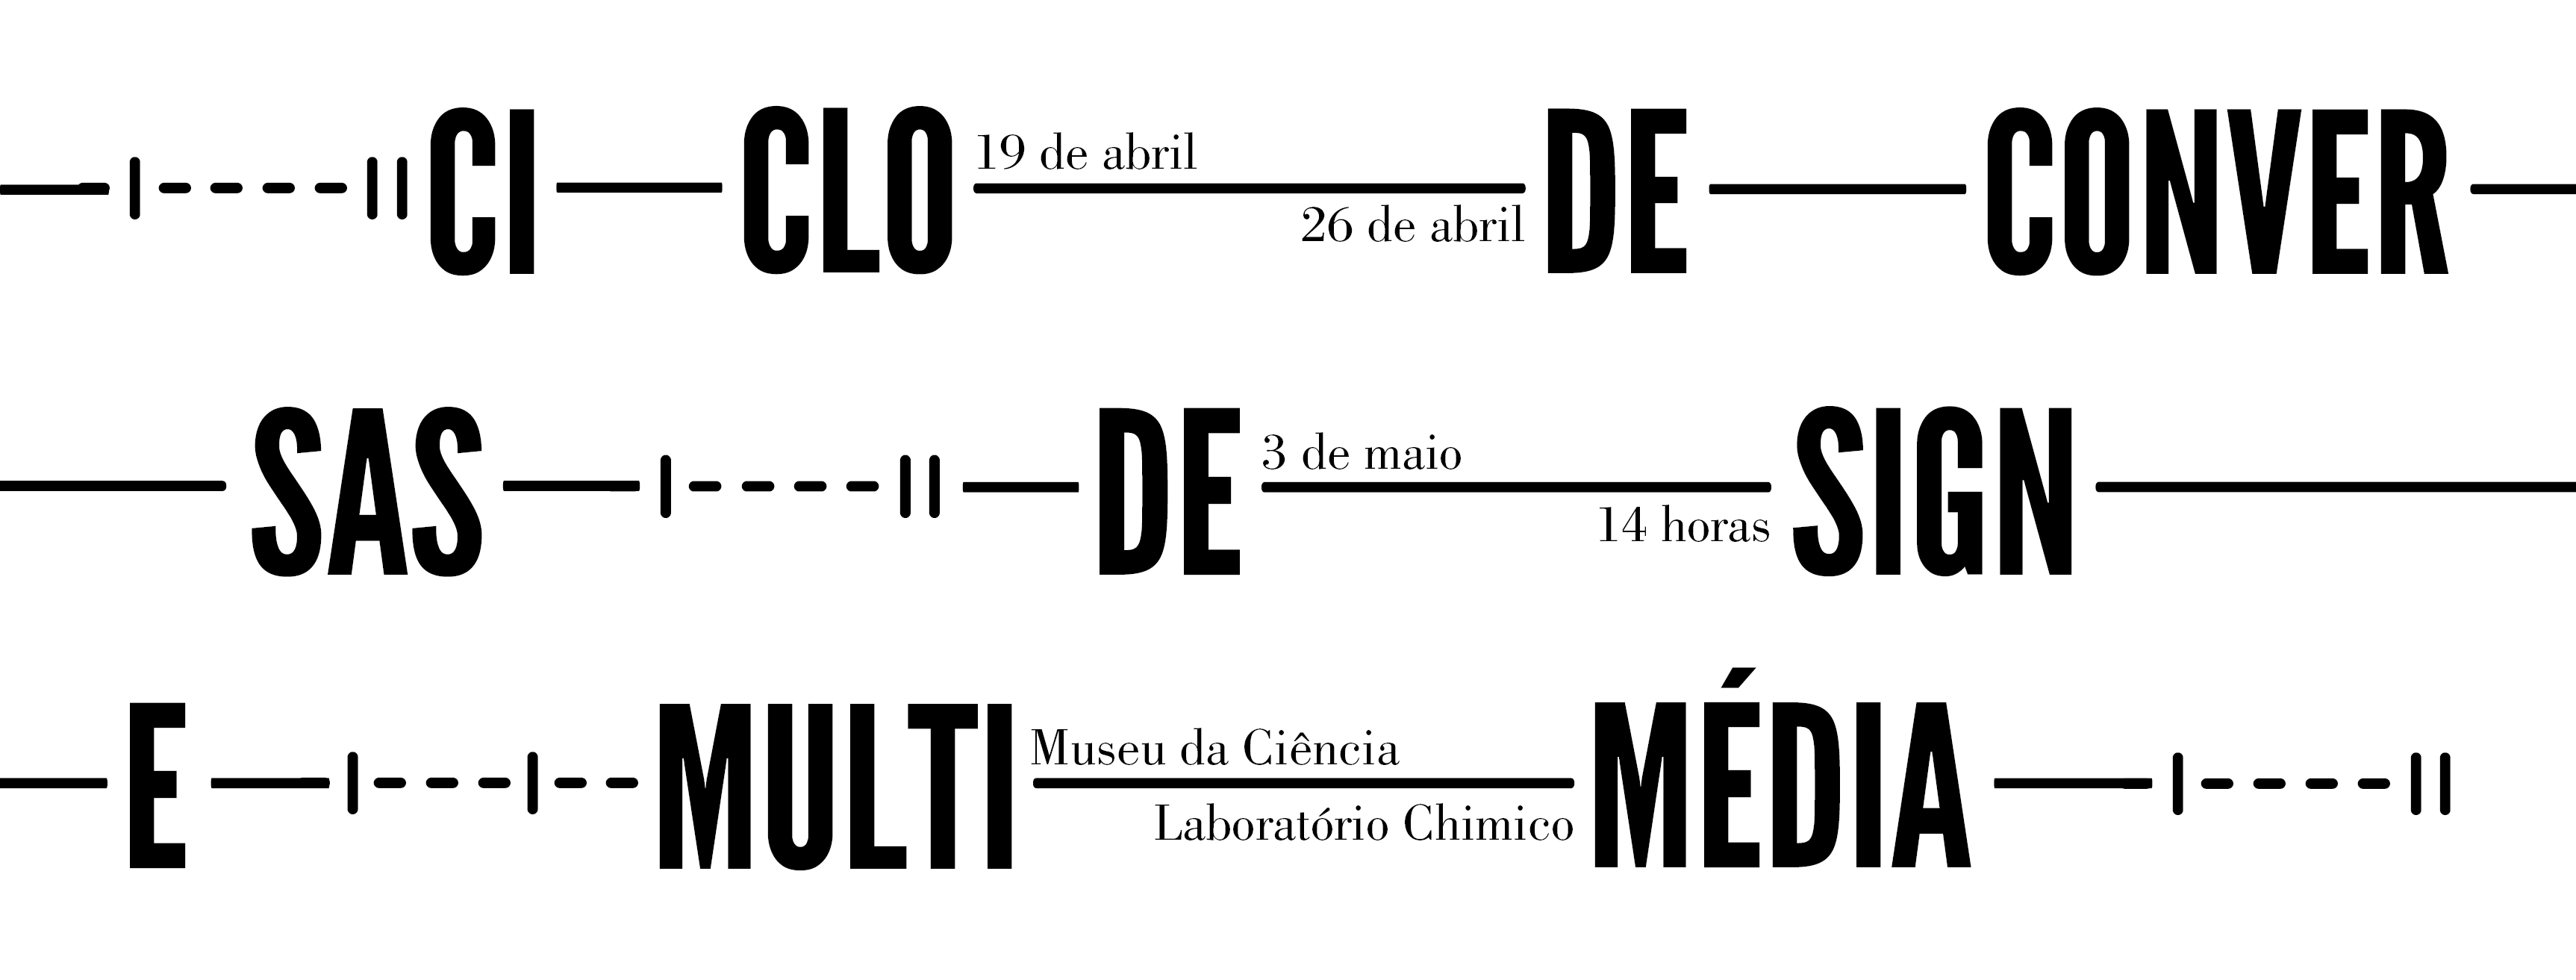 CI CLO 19 de abril DE CONVER
26 de abril
SAS DE 3 de maio SIGN
14 horas
E MULTI Museu da Ciência MÉDIA
Laboratório Chimico